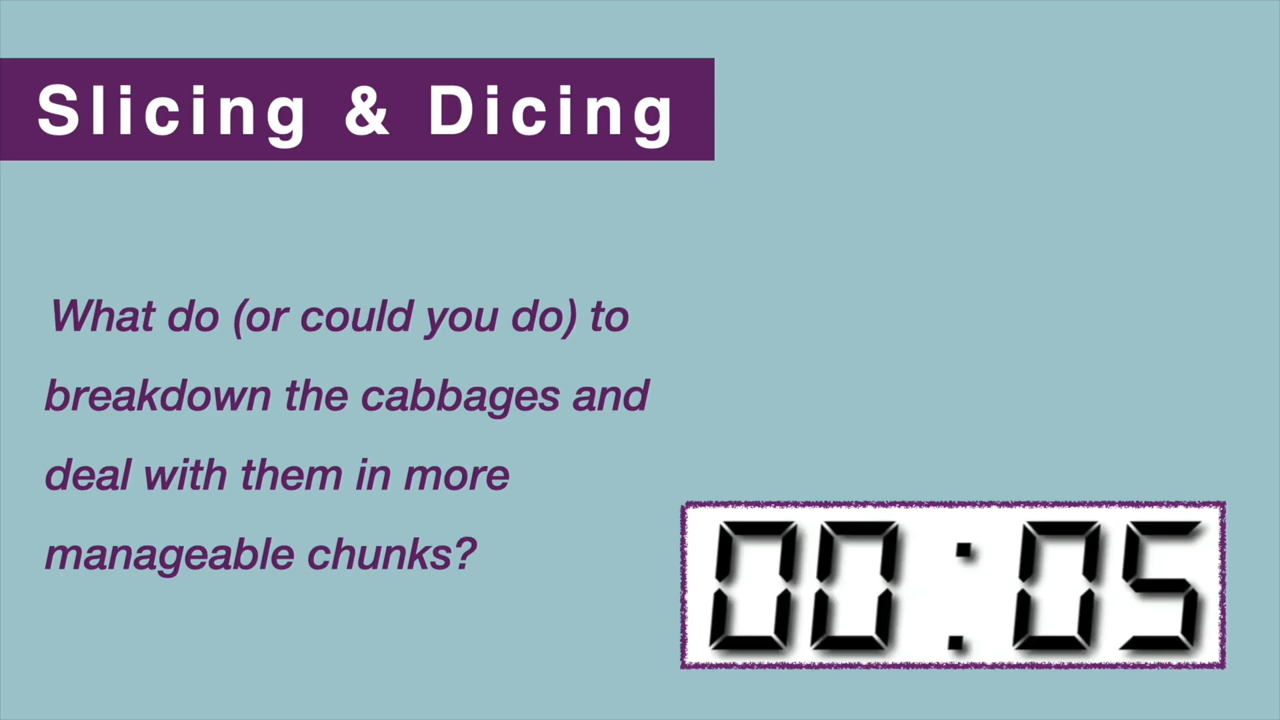 Slicing & Dicing
What do (or could you do) to
breakdown the cabbages and
deal with them in more
manageable chunks?
00:05